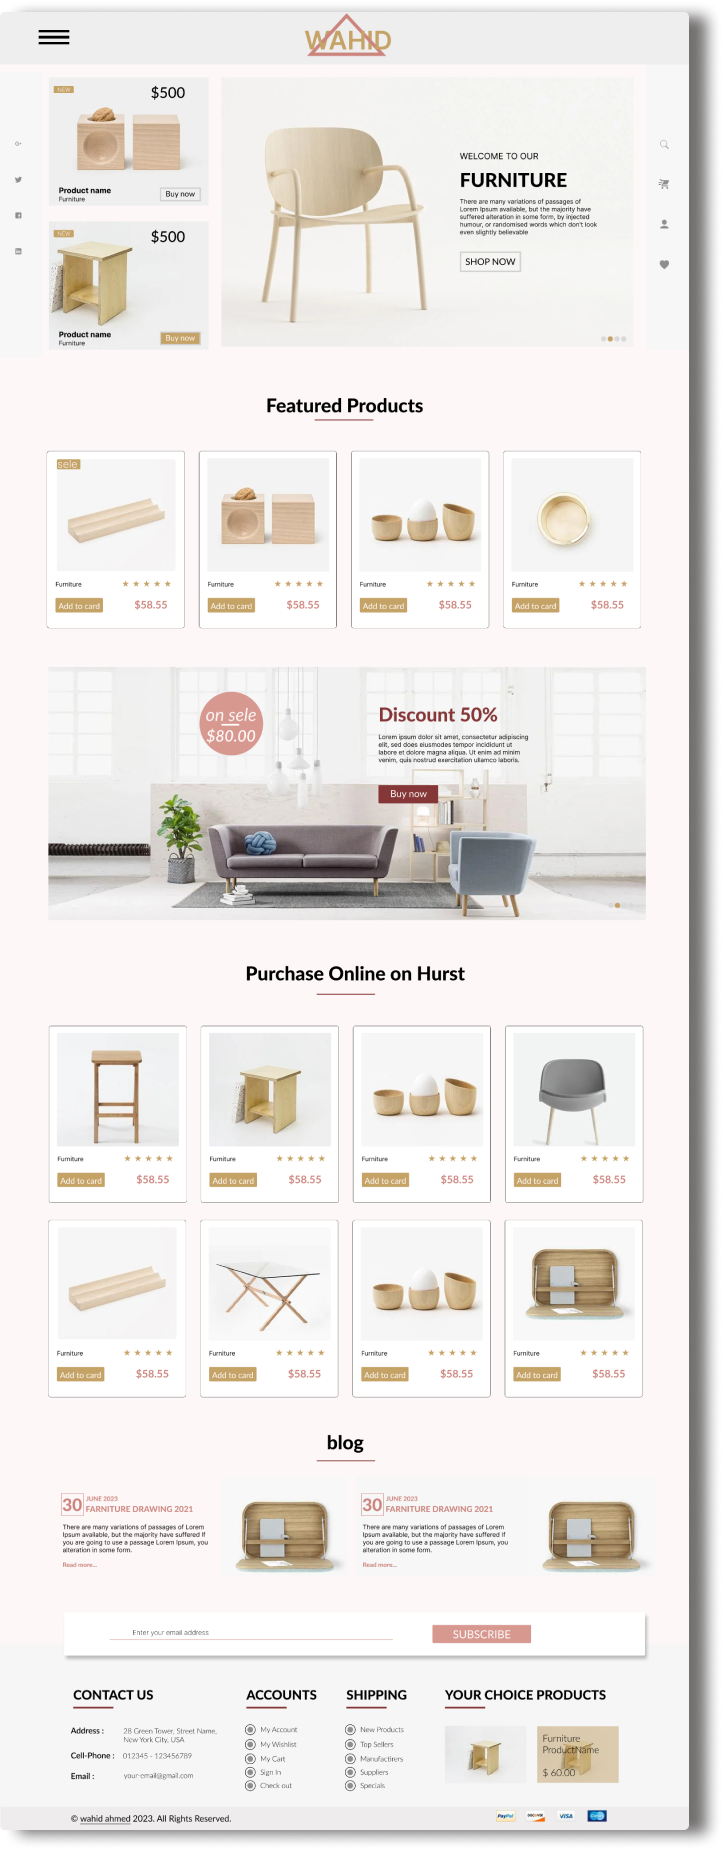 WAHID
NEW
$500
Product name
Furniture
Buy now
NEW
$500
Product name
Furniture
Buy now
G+
WELCOME TO OUR
FURNITURE
There are many variations of passages of
Lorem Ipsum available, but the majority have
suffered alteration in some form, by injected
humour, or randomised words which don't look
even slightly believable
SHOP NOW
Featured Products
sele
Furniture
Add to card
$58.55
Furniture
Add to card
$58.55
Furniture
Add to card
$58.55
Furniture
Add to card
$58.55
on sele
$80.00
Discount 50%
Lorem ipsum dolor sit amet, consectetur adipiscing
elit, sed does eiusmodes tempor incididunt ut
labore et dolore magna aliqua. Ut enim ad minim
venim, quis nostrud exercitation ullamco laboris.
Buy now
Purchase Online on Hurst
Furniture
Add to card
$58.55
Furniture
Add to card
$58.55
Furniture
Add to card
$58.55
Furniture
Add to card
$58.55
Furniture
Add to card
$58.55
Furniture
Add to card
$58.55
Furniture
Add to card
$58.55
Furniture
Add to card
$58.55
blog
30
JUNE 2023
FARNITURE DRAWING 2021
There are many variations of passages of Lorem
Ipsum available, but the majority have suffered If
you are going to use a passage Lorem Ipsum, you
alteration in some form.
Read more...
30
JUNE 2023
FARNITURE DRAWING 2021
There are many variations of passages of Lorem
Ipsum available, but the majority have suffered If
you are going to use a passage Lorem Ipsum, you
alteration in some form.
Read more...
Enter your email address
SUBSCRIBE
CONTACT US
Address :
28 Green Tower, Street Name,
New York City, USA
Cell-Phone :
012345 - 123456789
Email :
your-email@gmail.com
ACCOUNTS
My Account
My Wishlist
My Cart
Sign In
Check out
SHIPPING
New Products
Top Sellers
Manufactirers
Suppliers
Specials
YOUR CHOICE PRODUCTS
Furniture
ProductName
$ 60.00
© wahid ahmed 2023. All Rights Reserved.
PayPal
DISCOVER
VISA